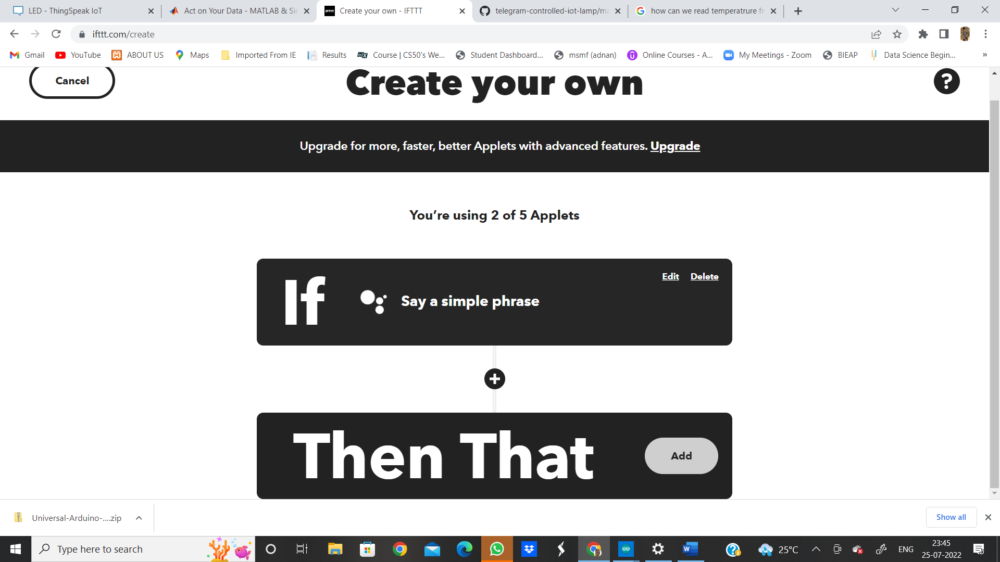 LED - ThingSpeak IoT
Act on Your Data - MATLAB & Sir
IFTTT Create your own - IFTTT
telegram-controlled-iot-lamp/ma
how can we read temperatrure fr
ifttt.com/create
Gmail YouTube ABOUT US Maps Imported From IE Results edX Course | CS50's We... Student Dashboard... msmf (adnan) Online Courses - A... My Meetings - Zoom BIEAP Data Science Begin... »
Cancel
Create your own
?
Upgrade for more, faster, better Applets with advanced features. Upgrade
You're using 2 of 5 Applets
Edit Delete
If Say a simple phrase
Then That Add
Universal-Arduino-....zip
Show all
Type here to search
25°C
ENG
23:45
25-07-2022